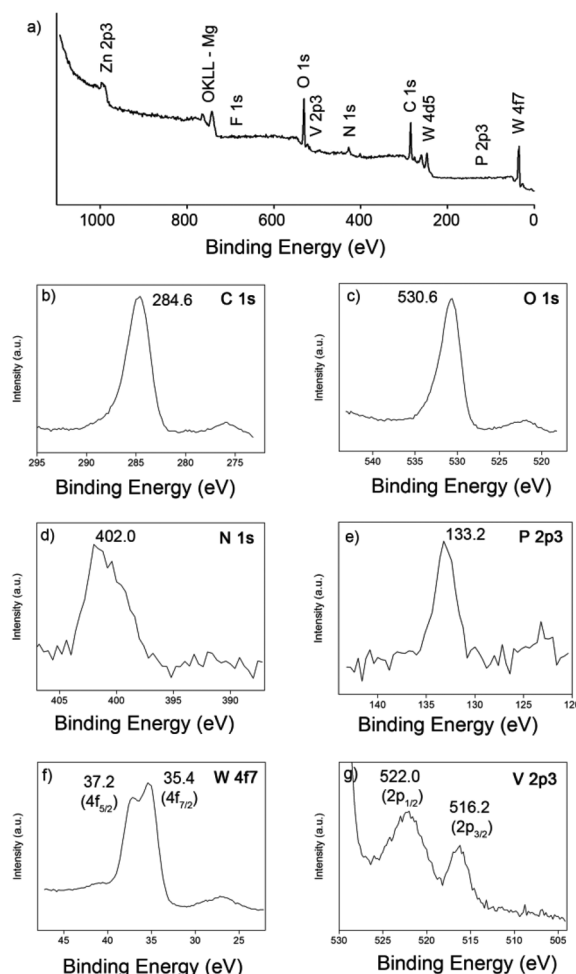 a)
Zn 2p3
OKLL - Mg
F 1s
O 1s
V 2p3
N 1s
C 1s
W 4d5
P 2p3
W 4f7
1000 800 600 400 200 0
Binding Energy (eV)
b) 284.6 C 1s
Intensity (a.u.)
295 290 285 280 275
Binding Energy (eV)
c) 530.6 O 1s
Intensity (a.u.)
540 530 520
Binding Energy (eV)
d) 402.0 N 1s
Intensity (a.u.)
405 400 395 390
Binding Energy (eV)
e) 133.2 P 2p3
Intensity (a.u.)
140 135 130 125 120
Binding Energy (eV)
f) 37.2 35.4 W 4f7
(4f5/2) (4f7/2)
Intensity (a.u.)
45 35 25
Binding Energy (eV)
g) 522.0 V 2p3
(2p1/2) 516.2
(2p3/2)
Intensity (a.u.)
530 525 520 515 510 505
Binding Energy (eV)